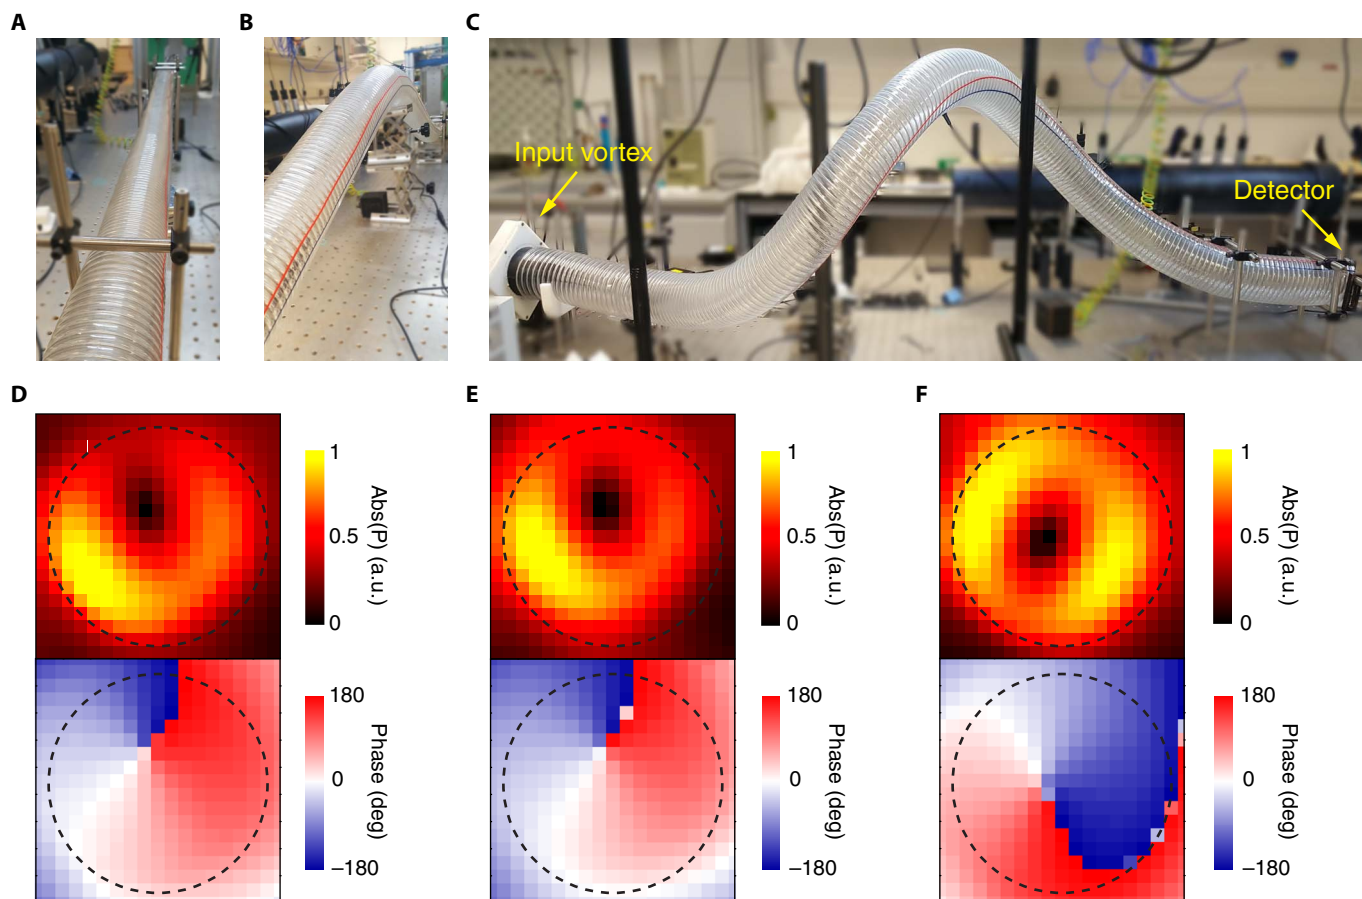 A
B
C
Input vortex
Detector
D
E
F
1
0.5
0
Abs(P) (a.u.)
1
0.5
0
Abs(P) (a.u.)
1
0.5
0
Abs(P) (a.u.)
180
0
−180
Phase (deg)
180
0
−180
Phase (deg)
180
0
−180
Phase (deg)